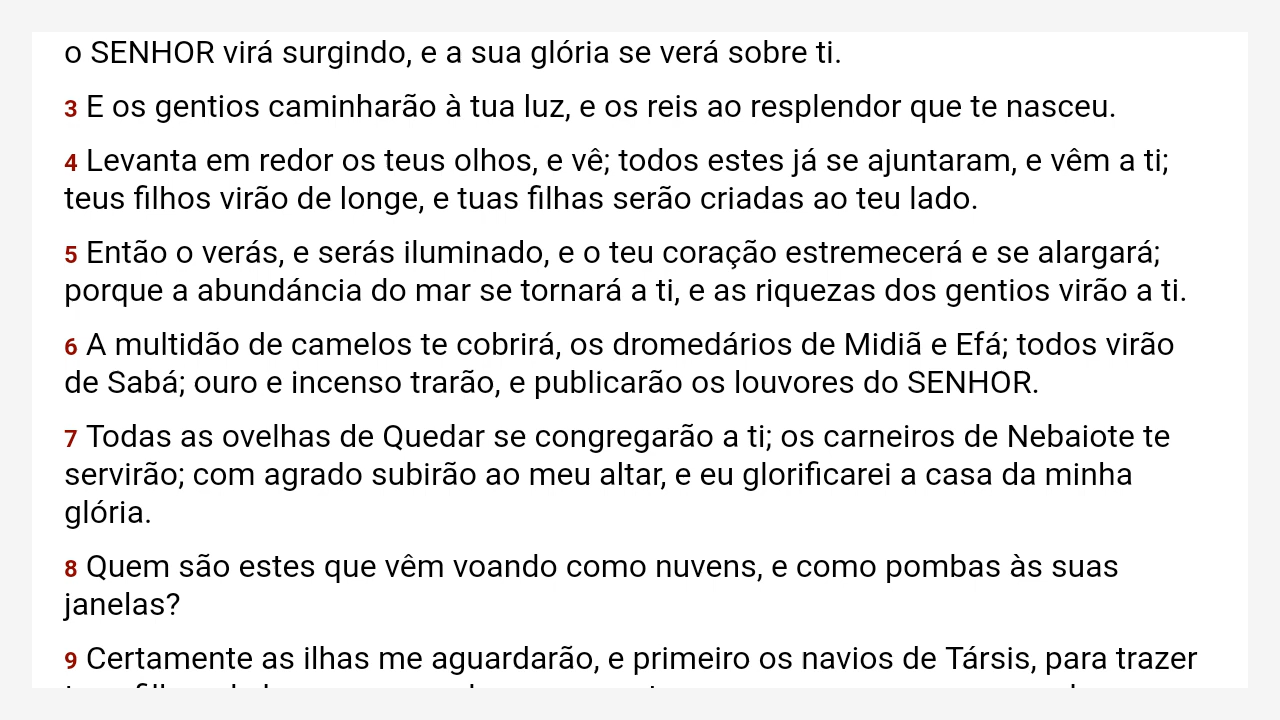 o SENHOR virá surgindo, e a sua glória se verá sobre ti.
3 E os gentios caminharão à tua luz, e os reis ao resplendor que te nasceu.
4 Levanta em redor os teus olhos, e vê; todos estes já se ajuntaram, e vêm a ti;
teus filhos virão de longe, e tuas filhas serão criadas ao teu lado.
5 Então o verás, e serás iluminado, e o teu coração estremecerá e se alargará;
porque a abundáncia do mar se tornará a ti, e as riquezas dos gentios virão a ti.
6 A multidão de camelos te cobrirá, os dromedários de Midiã e Efá; todos virão
de Sabá; ouro e incenso trarão, e publicarão os louvores do SENHOR.
7 Todas as ovelhas de Quedar se congregarão a ti; os carneiros de Nebaiote te
servirão; com agrado subirão ao meu altar, e eu glorificarei a casa da minha
glória.
8 Quem são estes que vêm voando como nuvens, e como pombas às suas
janelas?
9 Certamente as ilhas me aguardarão, e primeiro os navios de Társis, para trazer